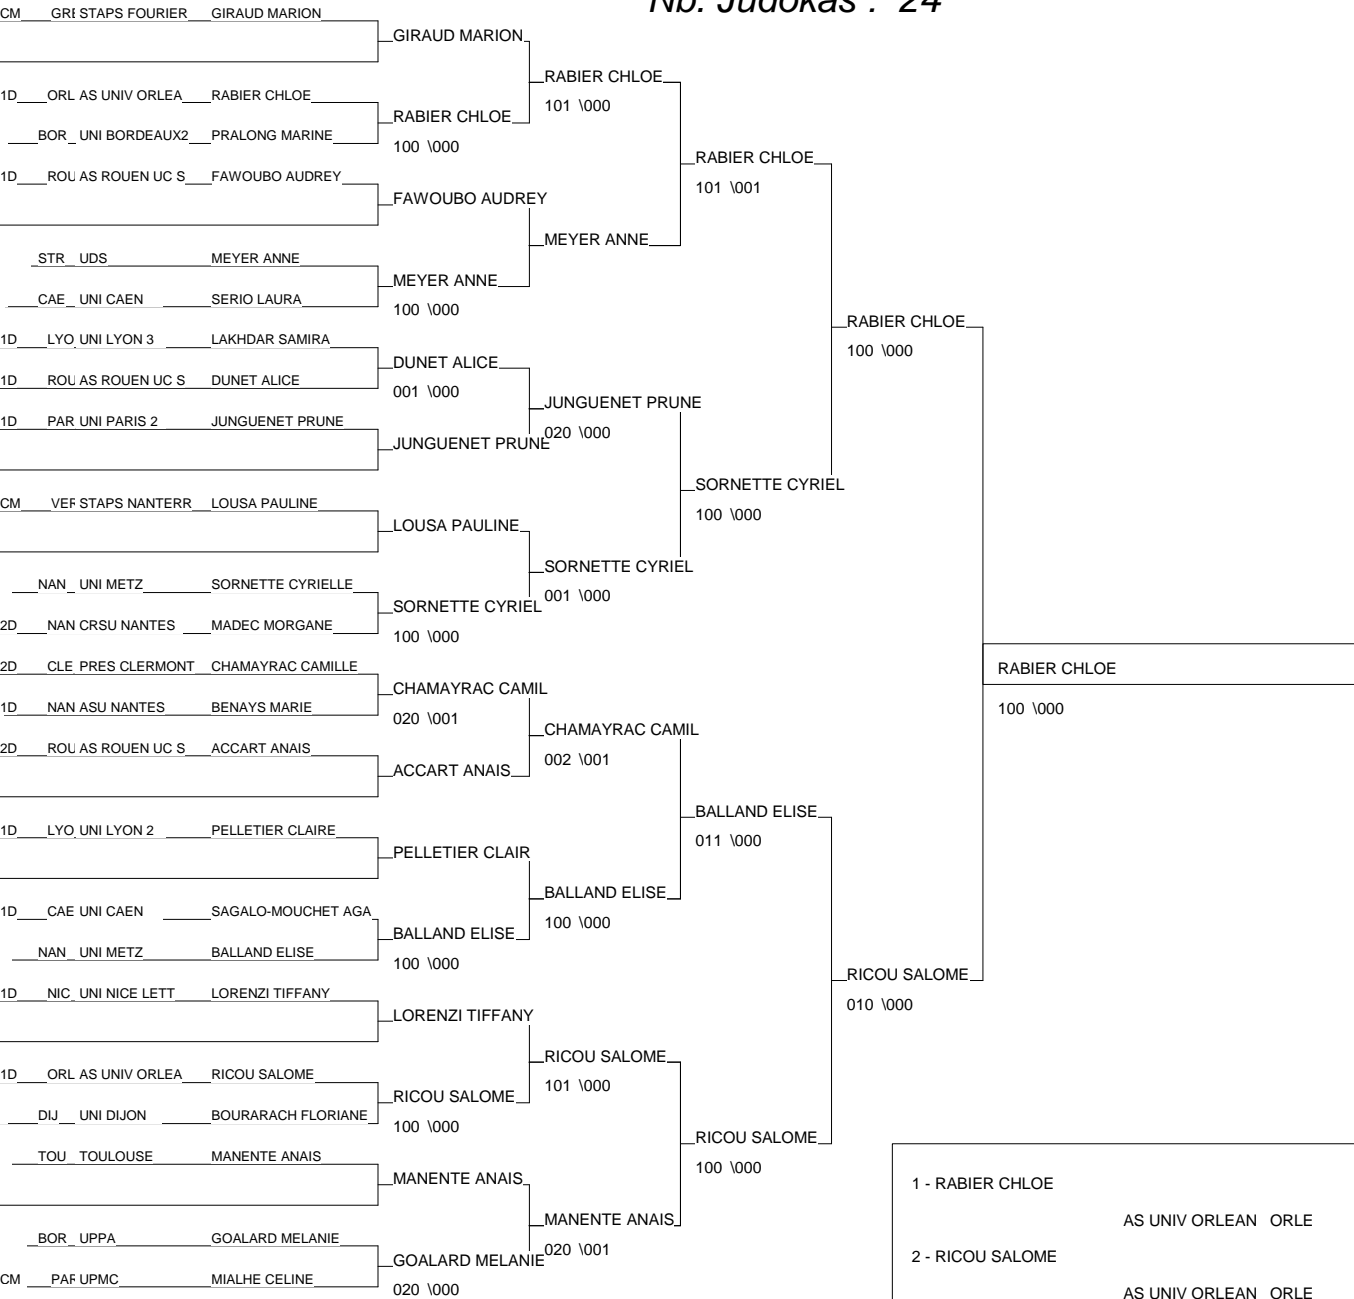 Nb. Judokas : 24
CM GRE STAPS FOURIER GIRAUD MARION
GIRAUD MARION
RABIER CHLOE
1D ORL AS UNIV ORLEA RABIER CHLOE
101 \000
RABIER CHLOE
BOR UNI BORDEAUX2 PRALONG MARINE
100 \000
RABIER CHLOE
1D ROU AS ROUEN UC S FAWOUBO AUDREY
101 \001
FAWOUBO AUDREY
MEYER ANNE
STR UDS MEYER ANNE
MEYER ANNE
CAE UNI CAEN SERIO LAURA
100 \000
RABIER CHLOE
1D LYO UNI LYON 3 LAKHDAR SAMIRA
100 \000
DUNET ALICE
1D ROU AS ROUEN UC S DUNET ALICE
001 \000
JUNGUENET PRUNE
1D PAR UNI PARIS 2 JUNGUENET PRUNE
020 \000
JUNGUENET PRUNE
SORNETTE CYRIEL
CM VER STAPS NANTERR LOUSA PAULINE
100 \000
LOUSA PAULINE
SORNETTE CYRIEL
NAN UNI METZ SORNETTE CYRIELLE
001 \000
SORNETTE CYRIEL
2D NAN CRSU NANTES MADEC MORGANE
100 \000
2D CLE PRES CLERMONT CHAMAYRAC CAMILLE
RABIER CHLOE
CHAMAYRAC CAMIL
1D NAN ASU NANTES BENAYS MARIE
100 \000
020 \001
CHAMAYRAC CAMIL
2D ROU AS ROUEN UC S ACCART ANAIS
002 \001
ACCART ANAIS
BALLAND ELISE
1D LYO UNI LYON 2 PELLETIER CLAIRE
011 \000
PELLETIER CLAIR
BALLAND ELISE
1D CAE UNI CAEN SAGALO-MOUCHET AGA
100 \000
BALLAND ELISE
NAN UNI METZ BALLAND ELISE
100 \000
RICOU SALOME
1D NIC UNI NICE LETT LORENZI TIFFANY
010 \000
LORENZI TIFFANY
RICOU SALOME
1D ORL AS UNIV ORLEA RICOU SALOME
101 \000
RICOU SALOME
DIJ UNI DIJON BOURARACH FLORIANE
100 \000
RICOU SALOME
TOU TOULOUSE MANENTE ANAIS
100 \000
MANENTE ANAIS
1 - RABIER CHLOE
MANENTE ANAIS
AS UNIV ORLEAN ORLE
BOR UPPA GOALARD MELANIE
020 \001
2 - RICOU SALOME
GOALARD MELANIE
CM PAR UPMC MIALHE CELINE
020 \000
AS UNIV ORLEAN ORLE